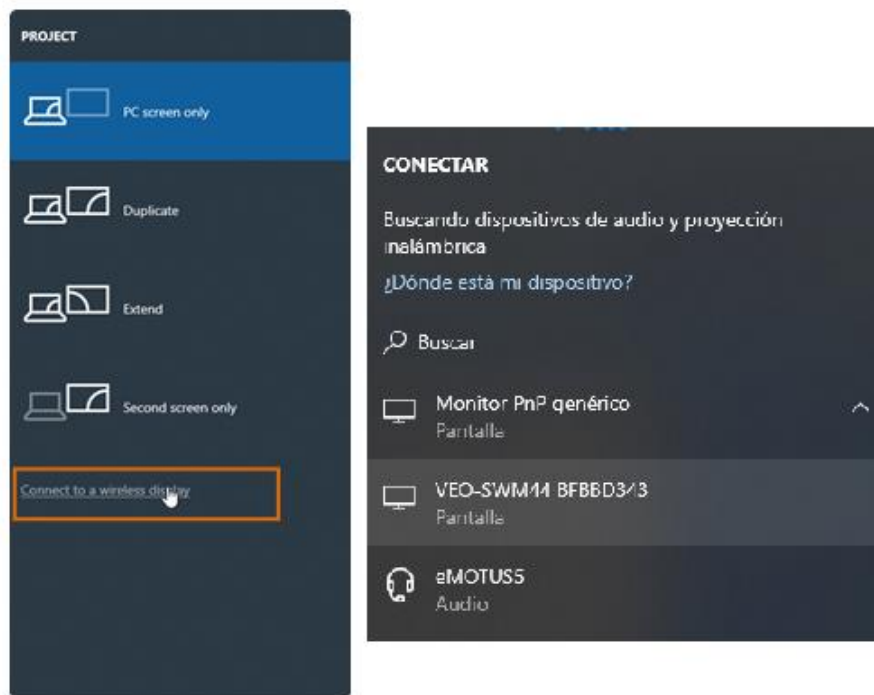 PROJECT
PC screen only
Duplicate
Extend
Second screen only
Connect to a wireless display
CONECTAR
Buscando dispositivos de audio y proyección
inalámbrica
¿Dónde está mi dispositivo?
Buscar
Monitor PnP genérico
Pantalla
VEO-SWM44 BFBBD343
Pantalla
eMOTUS5
Audio